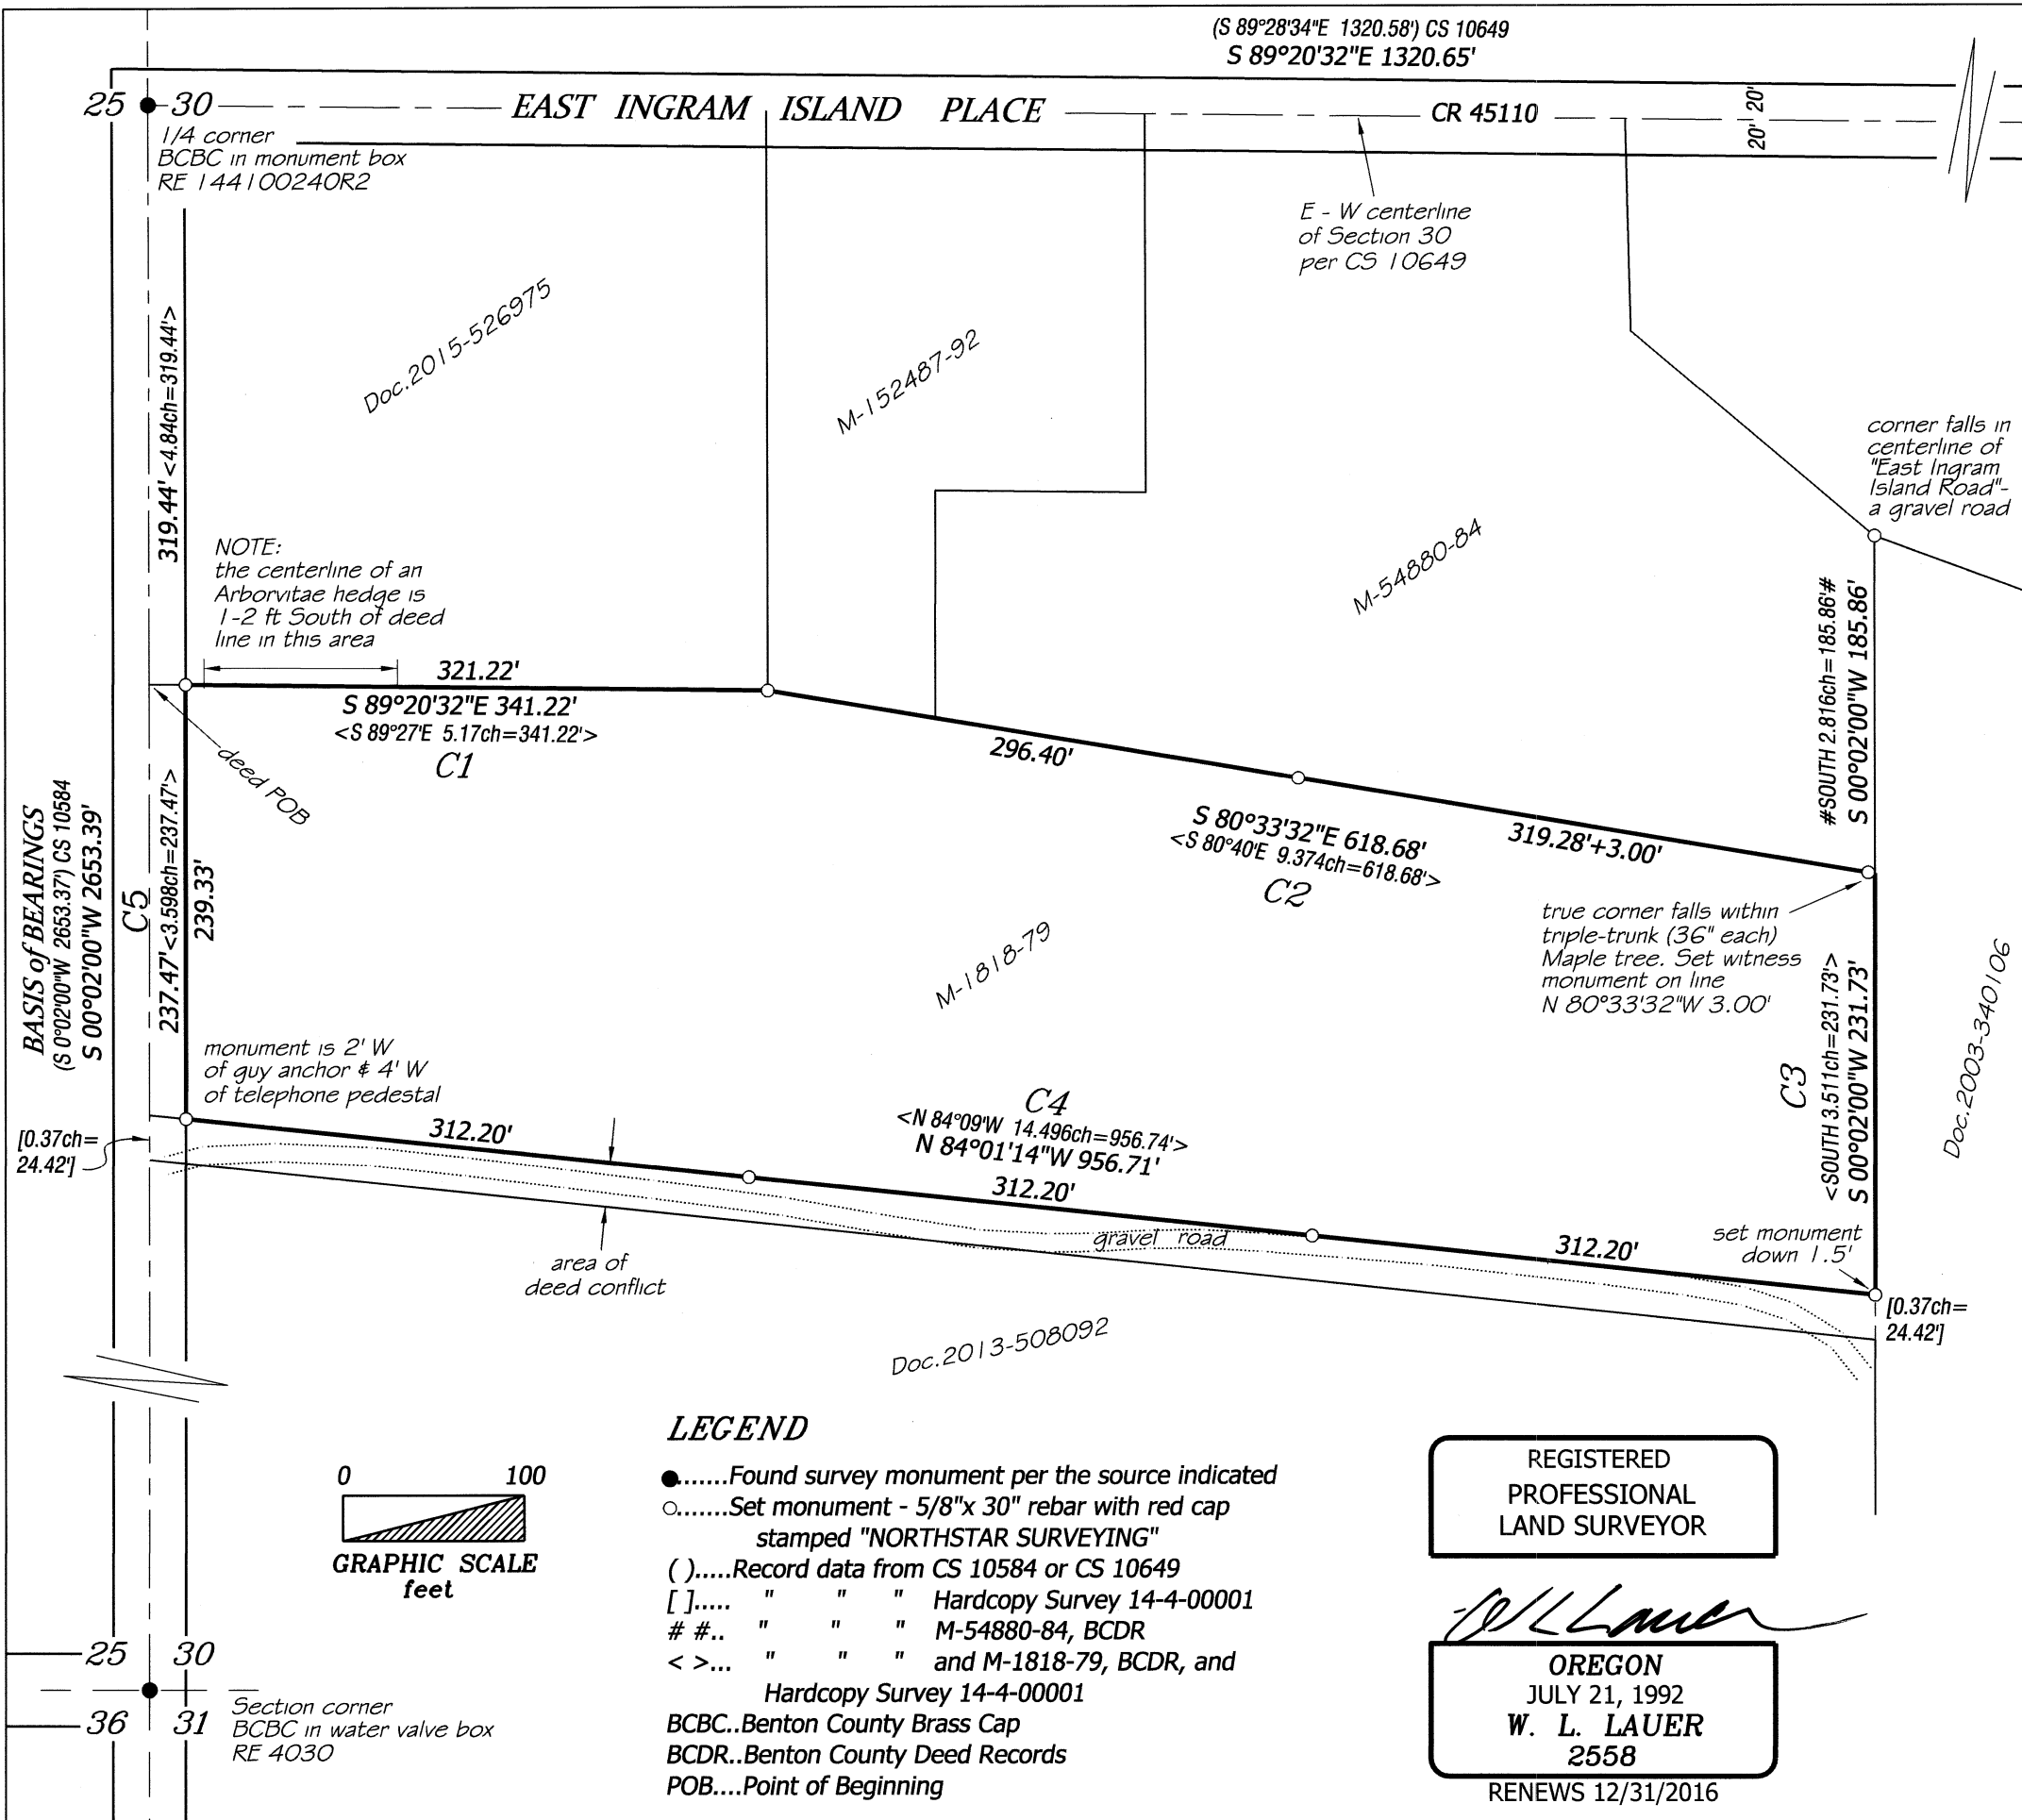 (S 89°28'34"E 1320.58') CS 10649
S 89°20'32"E 1320.65'
25
30
EAST INGRAM ISLAND PLACE
CR 45110
20' 20'
1/4 corner
BCBC in monument box
RE 144100240R2
E - W centerline
of Section 30
per CS 10649
Doc.2015-526975
M-152487-92
M-54880-84
319.44' <4.84ch=319.44'>
corner falls in
centerline of
"East Ingram
Island Road"-
a gravel road
NOTE:
the centerline of an
Arborvitae hedge is
1-2 ft South of deed
line in this area
#SOUTH 2.816ch=185.86'#
S 00°02'00"W 185.86'
321.22'
S 89°20'32"E 341.22'
<S 89°27'E 5.17ch=341.22'>
C1
deed POB
296.40'
S 80°33'32"E 618.68'
<S 80°40'E 9.374ch=618.68'>
C2
319.28'+3.00'
BASIS of BEARINGS
(S 0°02'00"W 2653.37') CS 10584
S 00°02'00"W 2653.39'
C5
237.47' <3.598ch=237.47'>
239.33'
true corner falls within
triple-trunk (36" each)
Maple tree. Set witness
monument on line
N 80°33'32"W 3.00'
M-1818-79
Doc.2003-340106
C3
<SOUTH 3.511ch=231.73'>
S 00°02'00"W 231.73'
monument is 2' W
of guy anchor & 4' W
of telephone pedestal
312.20'
C4
<N 84°09'W 14.496ch=956.74'>
N 84°01'14"W 956.71'
312.20'
[0.37ch=
24.42']
gravel road
312.20'
set monument
down 1.5'
area of
deed conflict
[0.37ch=
24.42']
Doc.2013-508092
0 100
GRAPHIC SCALE
feet
LEGEND
●.......Found survey monument per the source indicated
○.......Set monument - 5/8"x 30" rebar with red cap
stamped "NORTHSTAR SURVEYING"
( ).....Record data from CS 10584 or CS 10649
[ ]..... " " " Hardcopy Survey 14-4-00001
# #.. " " " M-54880-84, BCDR
< >... " " " and M-1818-79, BCDR, and
Hardcopy Survey 14-4-00001
BCBC..Benton County Brass Cap
BCDR..Benton County Deed Records
POB....Point of Beginning
REGISTERED
PROFESSIONAL
LAND SURVEYOR
OREGON
JULY 21, 1992
W. L. LAUER
2558
RENEWS 12/31/2016
25 30
36 31
Section corner
BCBC in water valve box
RE 4030